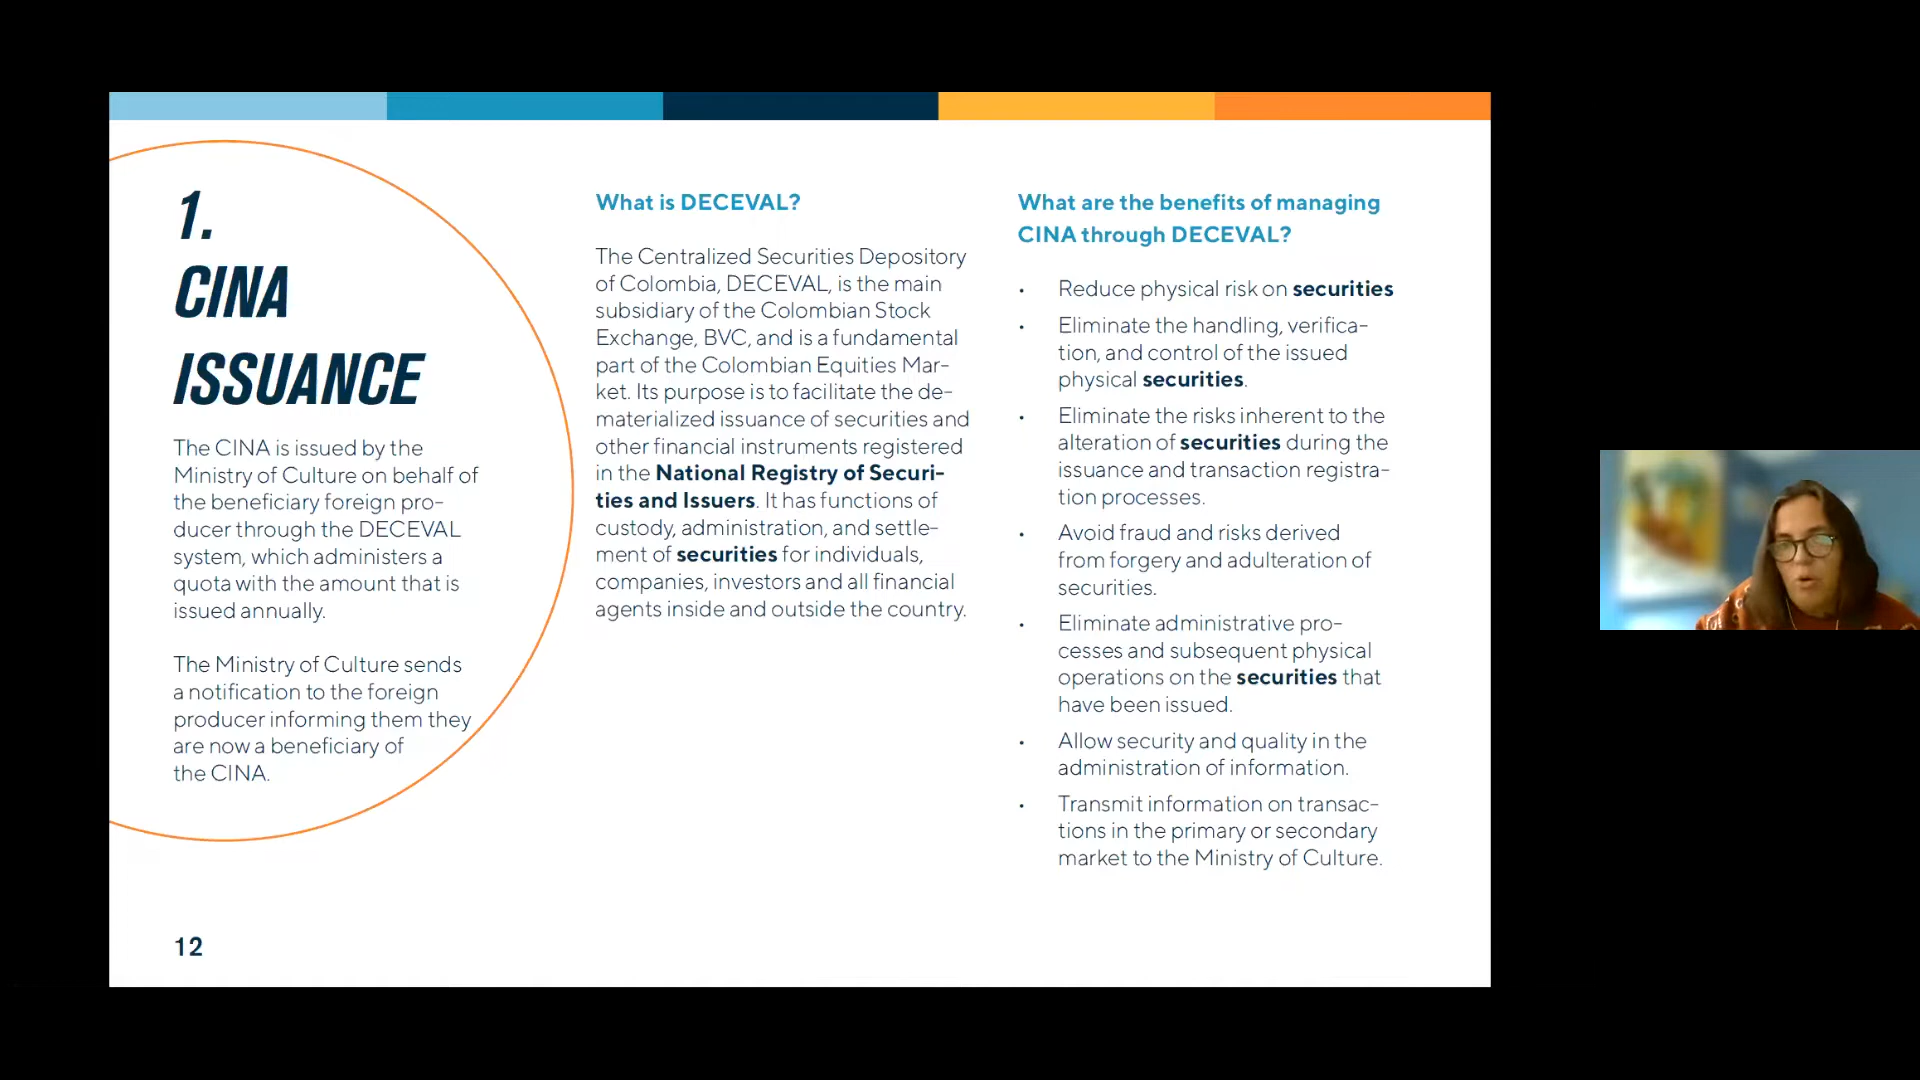 1.
CINA
ISSUANCE
The CINA is issued by the
Ministry of Culture on behalf of
the beneficiary foreign pro-
ducer through the DECEVAL
system, which administers a
quota with the amount that is
issued annually.
The Ministry of Culture sends
a notification to the foreign
producer informing them they
are now a beneficiary of
the CINA.
12
What is DECEVAL?
The Centralized Securities Depository
of Colombia, DECEVAL, is the main
subsidiary of the Colombian Stock
Exchange, BVC, and is a fundamental
part of the Colombian Equities Mar-
ket. Its purpose is to facilitate the de-
materialized issuance of securities and
other financial instruments registered
in the National Registry of Securi-
ties and Issuers. It has functions of
custody, administration, and settle-
ment of securities for individuals,
companies, investors and all financial
agents inside and outside the country.
What are the benefits of managing
CINA through DECEVAL?
• Reduce physical risk on securities
• Eliminate the handling, verifica-
tion, and control of the issued
physical securities.
• Eliminate the risks inherent to the
alteration of securities during the
issuance and transaction registra-
tion processes.
• Avoid fraud and risks derived
from forgery and adulteration of
securities.
• Eliminate administrative pro-
cesses and subsequent physical
operations on the securities that
have been issued.
• Allow security and quality in the
administration of information.
• Transmit information on transac-
tions in the primary or secondary
market to the Ministry of Culture.